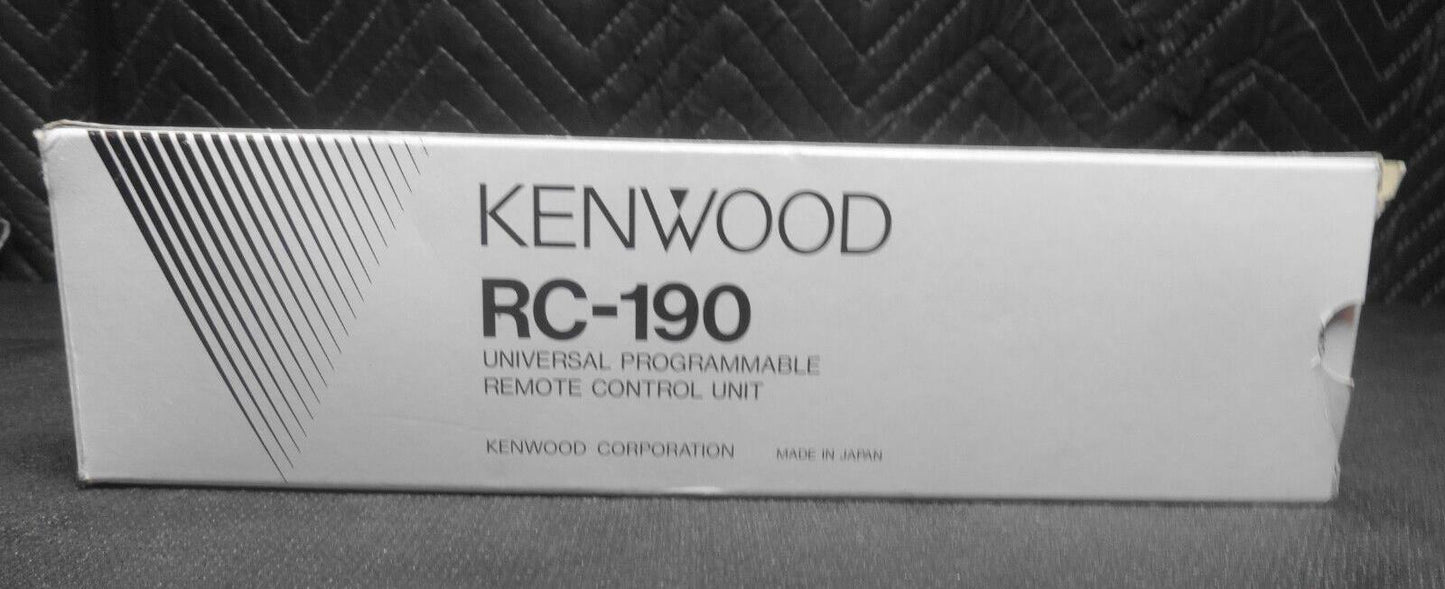 KENWOOD
RC-190
UNIVERSAL PROGRAMMABLE
REMOTE CONTROL UNIT
KENWOOD CORPORATION MADE IN JAPAN